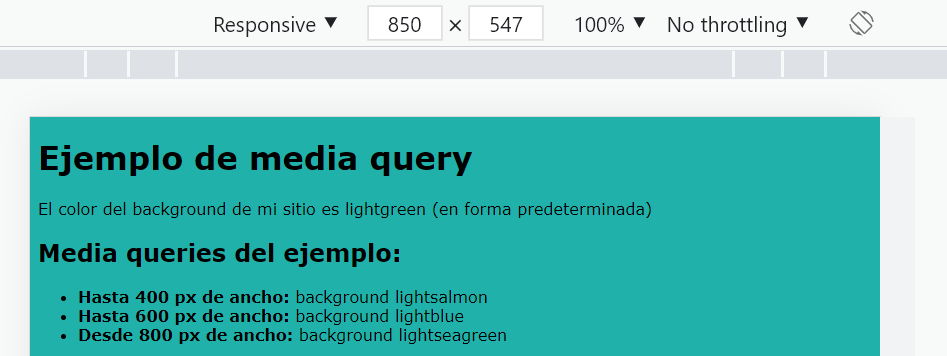 Responsive ▼ 850 × 547 100% ▼ No throttling ▼
Ejemplo de media query
El color del background de mi sitio es lightgreen (en forma predeterminada)
Media queries del ejemplo:
• Hasta 400 px de ancho: background lightsalmon
• Hasta 600 px de ancho: background lightblue
• Desde 800 px de ancho: background lightseagreen